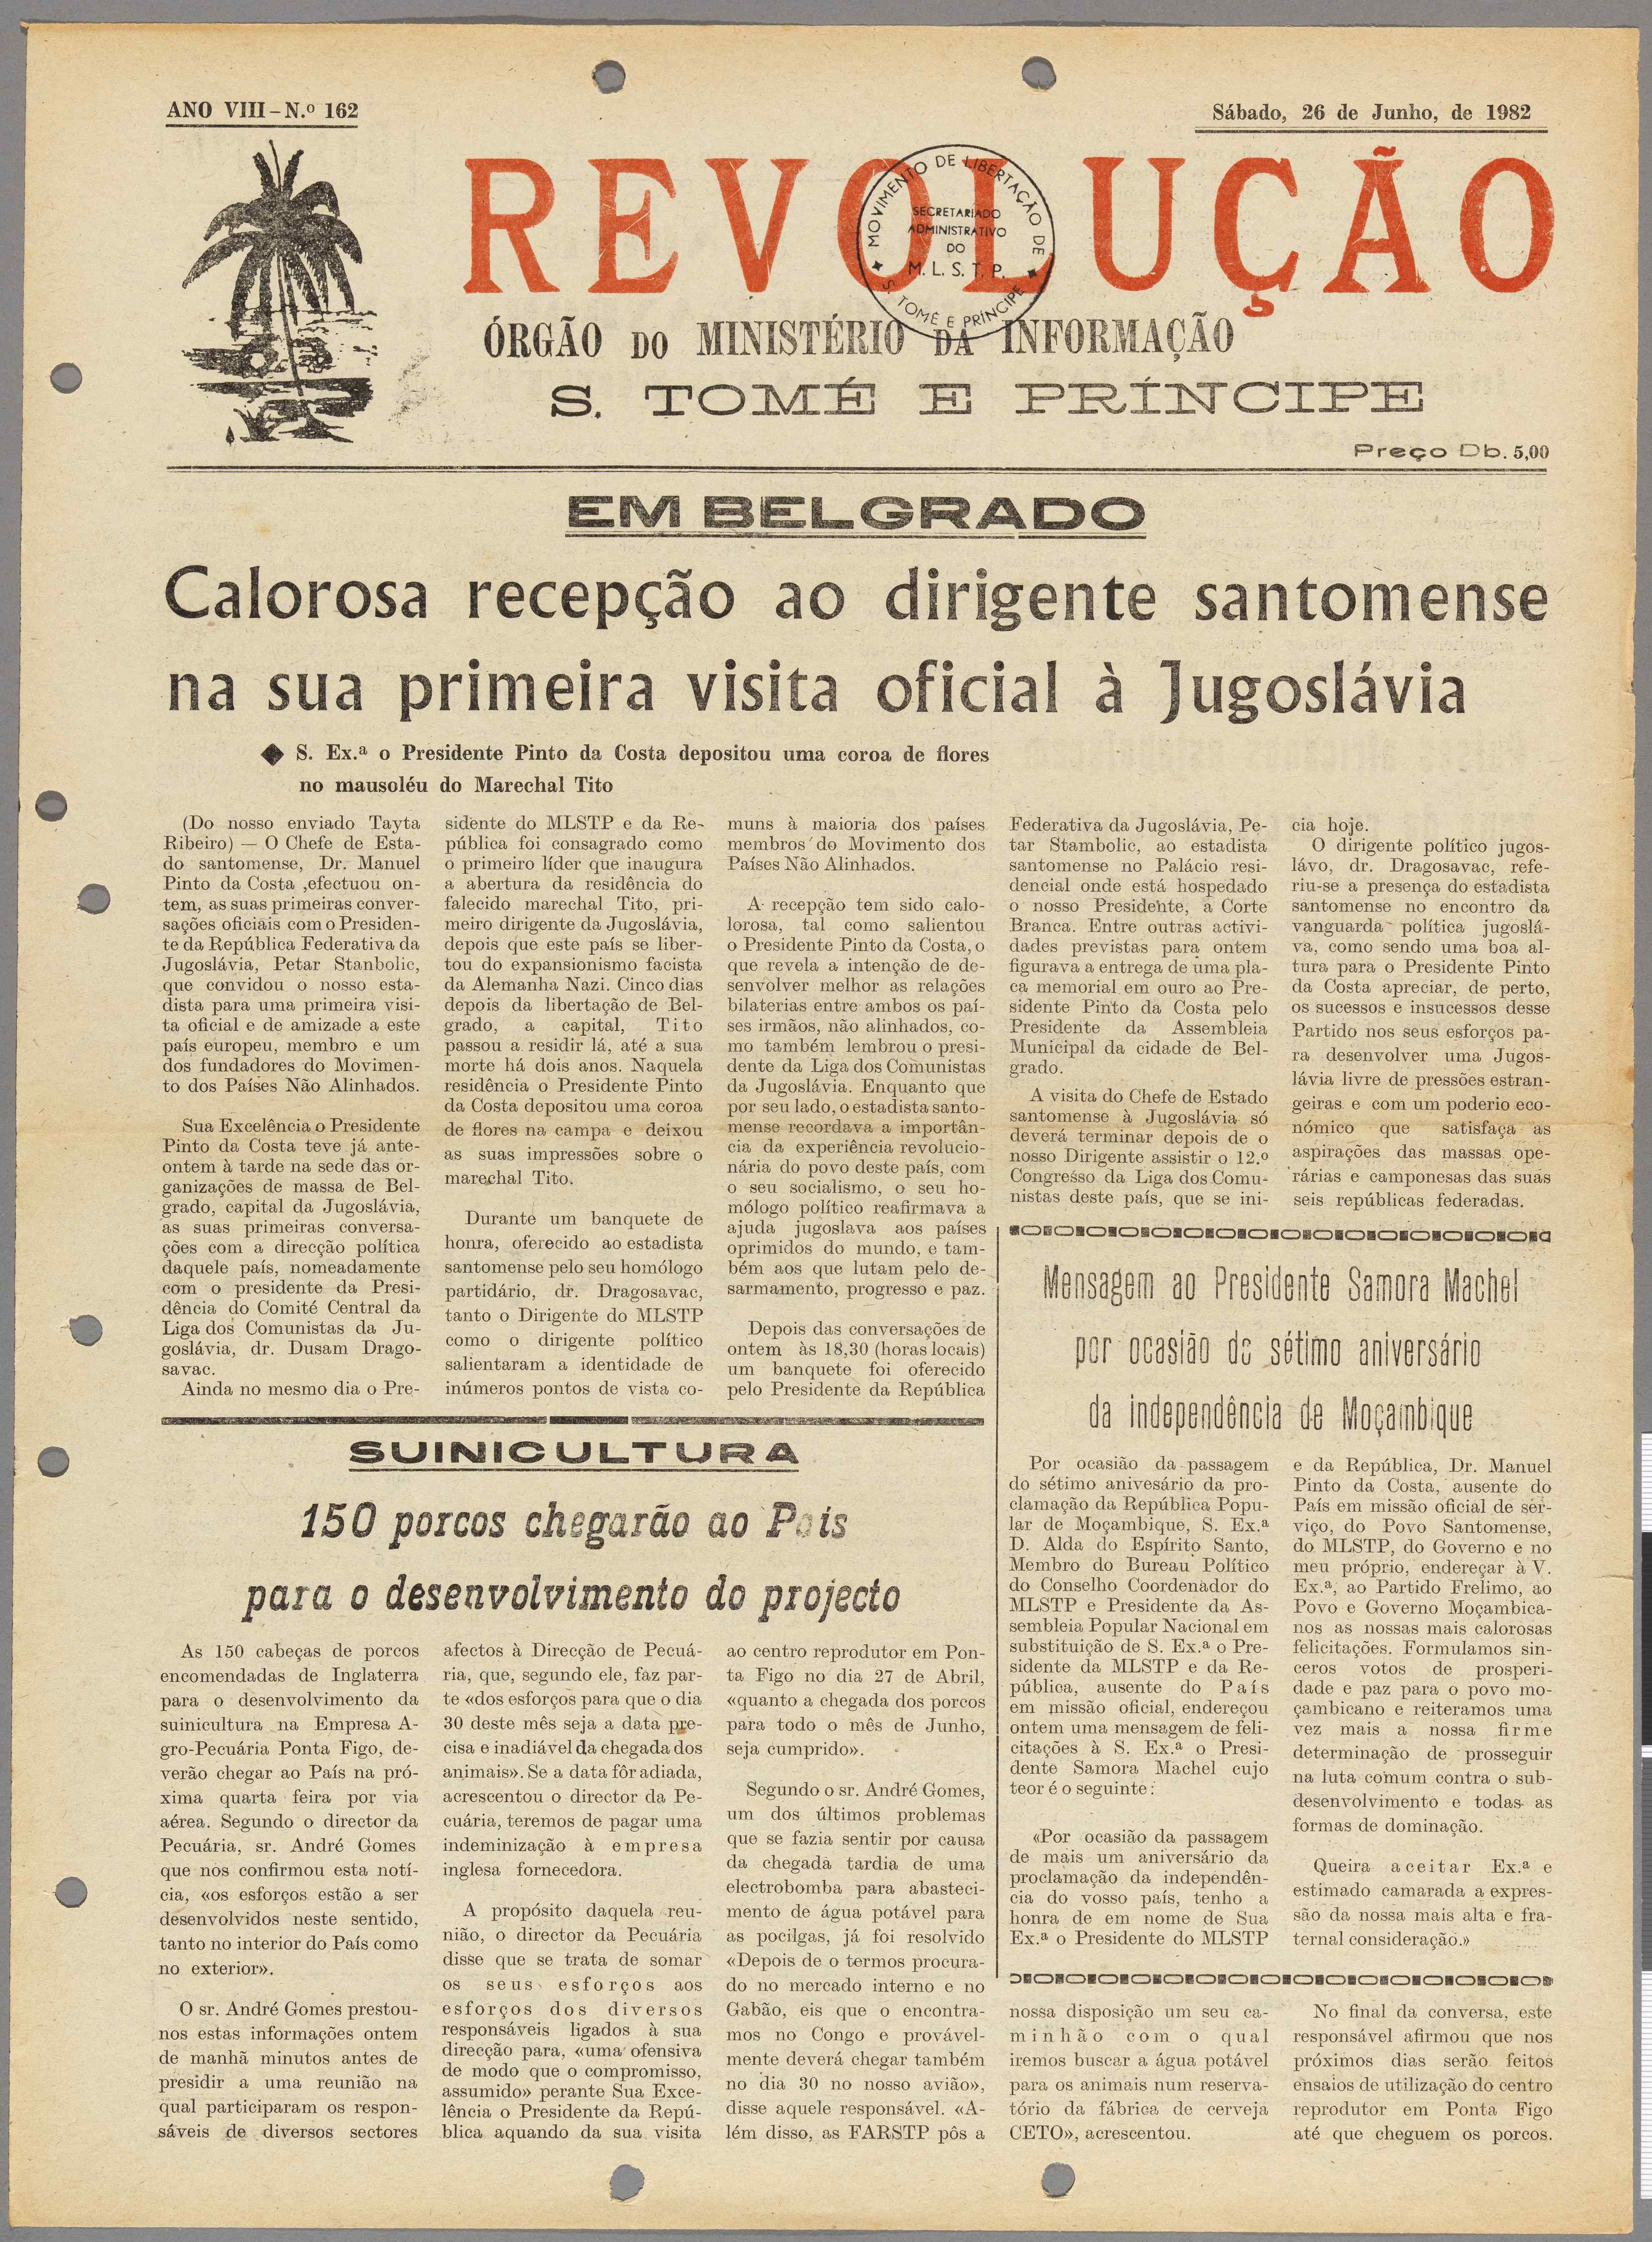 ANO VIII – N.º 162
Sábado, 26 de Junho, de 1982
REVOLUÇÃO
MOVIMENTO DE LIBERTAÇÃO DE
S. TOMÉ E PRÍNCIPE
SECRETARIADO
ADMINISTRATIVO
DO
M. L. S. T. P.
ÓRGÃO DO MINISTÉRIO DA INFORMAÇÃO
S. TOMÉ E PRÍNCIPE
Preço Db. 5,00
EM BELGRADO
Calorosa recepção ao dirigente santomense
na sua primeira visita oficial à Jugoslávia
◆ S. Ex.ª o Presidente Pinto da Costa depositou uma coroa de flores
no mausoléu do Marechal Tito
(Do nosso enviado Tayta
Ribeiro) — O Chefe de Esta-
do santomense, Dr. Manuel
Pinto da Costa ,efectuou on-
tem, as suas primeiras conver-
sações oficiais com o Presiden-
te da República Federativa da
Jugoslávia, Petar Stanbolic,
que convidou o nosso esta-
dista para uma primeira visi-
ta oficial e de amizade a este
país europeu, membro e um
dos fundadores do Movimen-
to dos Países Não Alinhados.
Sua Excelência o Presidente
Pinto da Costa teve já ante-
ontem à tarde na sede das or-
ganizações de massa de Bel-
grado, capital da Jugoslávia,
as suas primeiras conversa-
ções com a direcção política
daquele país, nomeadamente
com o presidente da Presi-
dência do Comité Central da
Liga dos Comunistas da Ju-
goslávia, dr. Dusam Drago-
savac.
Ainda no mesmo dia o Pre-
sidente do MLSTP e da Re-
pública foi consagrado como
o primeiro líder que inaugura
a abertura da residência do
falecido marechal Tito, pri-
meiro dirigente da Jugoslávia,
depois que este país se liber-
tou do expansionismo facista
da Alemanha Nazi. Cinco dias
depois da libertação de Bel-
grado, a capital, Tito
passou a residir lá, até a sua
morte há dois anos. Naquela
residência o Presidente Pinto
da Costa depositou uma coroa
de flores na campa e deixou
as suas impressões sobre o
marechal Tito.
Durante um banquete de
honra, oferecido ao estadista
santomense pelo seu homólogo
partidário, dr. Dragosavac,
tanto o Dirigente do MLSTP
como o dirigente político
salientaram a identidade de
inúmeros pontos de vista co-
muns à maioria dos países
membros do Movimento dos
Países Não Alinhados.
A recepção tem sido calo-
lorosa, tal como salientou
o Presidente Pinto da Costa, o
que revela a intenção de de-
senvolver melhor as relações
bilaterias entre ambos os paí-
ses irmãos, não alinhados, co-
mo também lembrou o presi-
dente da Liga dos Comunistas
da Jugoslávia. Enquanto que
por seu lado, o estadista santo-
mense recordava a importân-
cia da experiência revolucio-
nária do povo deste país, com
o seu socialismo, o seu ho-
mólogo político reafirmava a
ajuda jugoslava aos países
oprimidos do mundo, e tam-
bém aos que lutam pelo de-
sarmamento, progresso e paz.
Depois das conversações de
ontem às 18,30 (horas locais)
um banquete foi oferecido
pelo Presidente da República
Federativa da Jugoslávia, Pe-
tar Stambolic, ao estadista
santomense no Palácio resi-
dencial onde está hospedado
o nosso Presidente, a Corte
Branca. Entre outras activi-
dades previstas para ontem
figurava a entrega de uma pla-
ca memorial em ouro ao Pre-
sidente Pinto da Costa pelo
Presidente da Assembleia
Municipal da cidade de Bel-
grado.
A visita do Chefe de Estado
santomense à Jugoslávia só
deverá terminar depois de o
nosso Dirigente assistir o 12.º
Congresso da Liga dos Comu-
nistas deste país, que se ini-
cia hoje.
O dirigente político jugos-
lávo, dr. Dragosavac, refe-
riu-se a presença do estadista
santomense no encontro da
vanguarda política jugoslá-
va, como sendo uma boa al-
tura para o Presidente Pinto
da Costa apreciar, de perto,
os sucessos e insucessos desse
Partido nos seus esforços pa-
ra desenvolver uma Jugos-
lávia livre de pressões estran-
geiras e com um poderio eco-
nómico que satisfaça as
aspirações das massas ope-
rárias e camponesas das suas
seis repúblicas federadas.
Mensagem ao Presidente Samora Machel
por ocasião do sétimo aniversário
da independência de Moçambique
Por ocasião da passagem
do sétimo anivesário da pro-
clamação da República Popu-
lar de Moçambique, S. Ex.ª
D. Alda do Espírito Santo,
Membro do Bureau Político
do Conselho Coordenador do
MLSTP e Presidente da As-
sembleia Popular Nacional em
substituição de S. Ex.ª o Pre-
sidente da MLSTP e da Re-
pública, ausente do País
em missão oficial, endereçou
ontem uma mensagem de feli-
citações à S. Ex.ª o Presi-
dente Samora Machel cujo
teor é o seguinte:
«Por ocasião da passagem
de mais um aniversário da
proclamação da independên-
cia do vosso país, tenho a
honra de em nome de Sua
Ex.ª o Presidente do MLSTP
e da República, Dr. Manuel
Pinto da Costa, ausente do
País em missão oficial de ser-
viço, do Povo Santomense,
do MLSTP, do Governo e no
meu próprio, endereçar à V.
Ex.ª, ao Partido Frelimo, ao
Povo e Governo Moçambica-
nos as nossas mais calorosas
felicitações. Formulamos sin-
ceros votos de prosperi-
dade e paz para o povo mo-
çambicano e reiteramos uma
vez mais a nossa firme
determinação de prosseguir
na luta comum contra o sub-
desenvolvimento e todas as
formas de dominação.
Queira aceitar Ex.ª e
estimado camarada a expres-
são da nossa mais alta e fra-
ternal consideração.»
SUINICULTURA
150 porcos chegarão ao País
para o desenvolvimento do projecto
As 150 cabeças de porcos
encomendadas de Inglaterra
para o desenvolvimento da
suinicultura na Empresa A-
gro-Pecuária Ponta Figo, de-
verão chegar ao País na pró-
xima quarta feira por via
aérea. Segundo o director da
Pecuária, sr. André Gomes
que nos confirmou esta notí-
cia, «os esforços estão a ser
desenvolvidos neste sentido,
tanto no interior do País como
no exterior».
O sr. André Gomes prestou-
nos estas informações ontem
de manhã minutos antes de
presidir a uma reunião na
qual participaram os respon-
sáveis de diversos sectores
afectos à Direcção de Pecuá-
ria, que, segundo ele, faz par-
te «dos esforços para que o dia
30 deste mês seja a data pre-
cisa e inadiável da chegada dos
animais». Se a data fôr adiada,
acrescentou o director da Pe-
cuária, teremos de pagar uma
indeminização à empresa
inglesa fornecedora.
A propósito daquela reu-
nião, o director da Pecuária
disse que se trata de somar
os seus esforços aos
esforços dos diversos
responsáveis ligados à sua
direcção para, «uma ofensiva
de modo que o compromisso,
assumido» perante Sua Exce-
lência o Presidente da Repú-
blica aquando da sua visita
ao centro reprodutor em Pon-
ta Figo no dia 27 de Abril,
«quanto a chegada dos porcos
para todo o mês de Junho,
seja cumprido».
Segundo o sr. André Gomes,
um dos últimos problemas
que se fazia sentir por causa
da chegada tardia de uma
electrobomba para abasteci-
mento de água potável para
as pocilgas, já foi resolvido
«Depois de o termos procura-
do no mercado interno e no
Gabão, eis que o encontra-
mos no Congo e provável-
mente deverá chegar também
no dia 30 no nosso avião»,
disse aquele responsável. «A-
lém disso, as FARSTP pôs a
nossa disposição um seu ca-
minhão com o qual
iremos buscar a água potável
para os animais num reserva-
tório da fábrica de cerveja
CETO», acrescentou.
No final da conversa, este
responsável afirmou que nos
próximos dias serão feitos
ensaios de utilização do centro
reprodutor em Ponta Figo
até que cheguem os porcos.